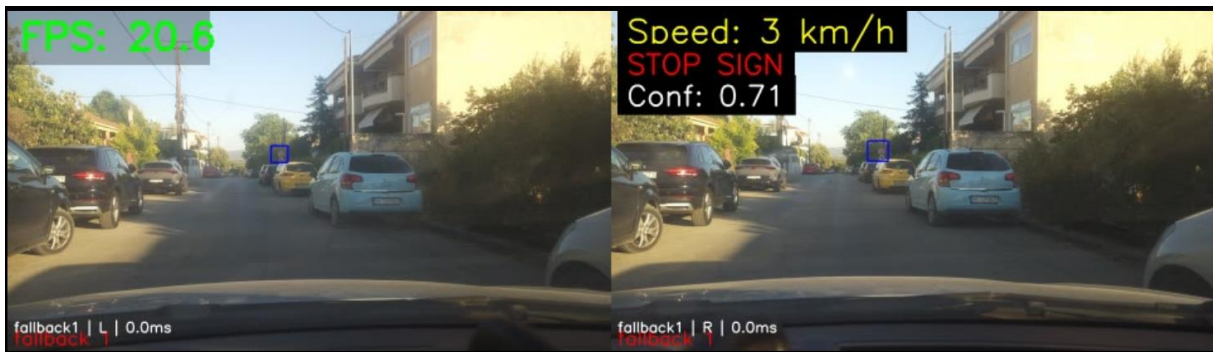 FPS: 20.6
Speed: 3 km/h
STOP SIGN
Conf: 0.71
fallback1 | L | 0.0ms
fallback 1
fallback1 | R | 0.0ms
fallback 1